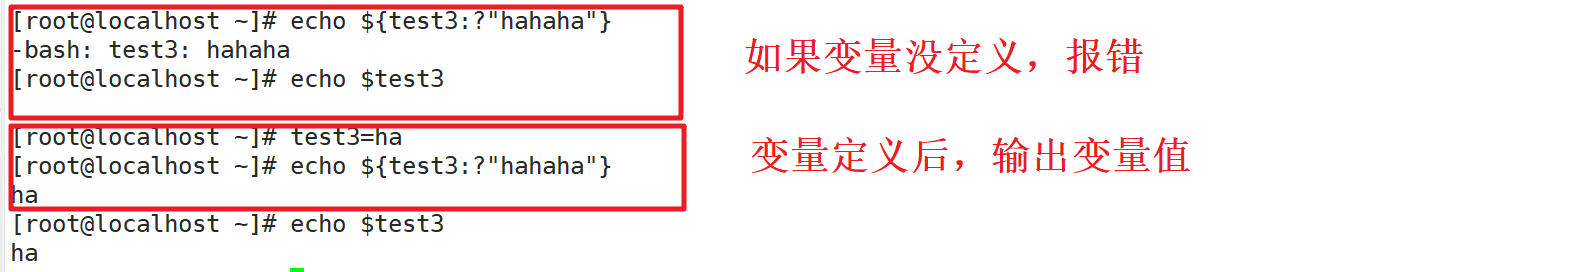 [root@localhost ~]# echo ${test3:?"hahaha"}
-bash: test3: hahaha
[root@localhost ~]# echo $test3
如果变量没定义，报错
[root@localhost ~]# test3=ha
[root@localhost ~]# echo ${test3:?"hahaha"}
ha
变量定义后，输出变量值
[root@localhost ~]# echo $test3
ha